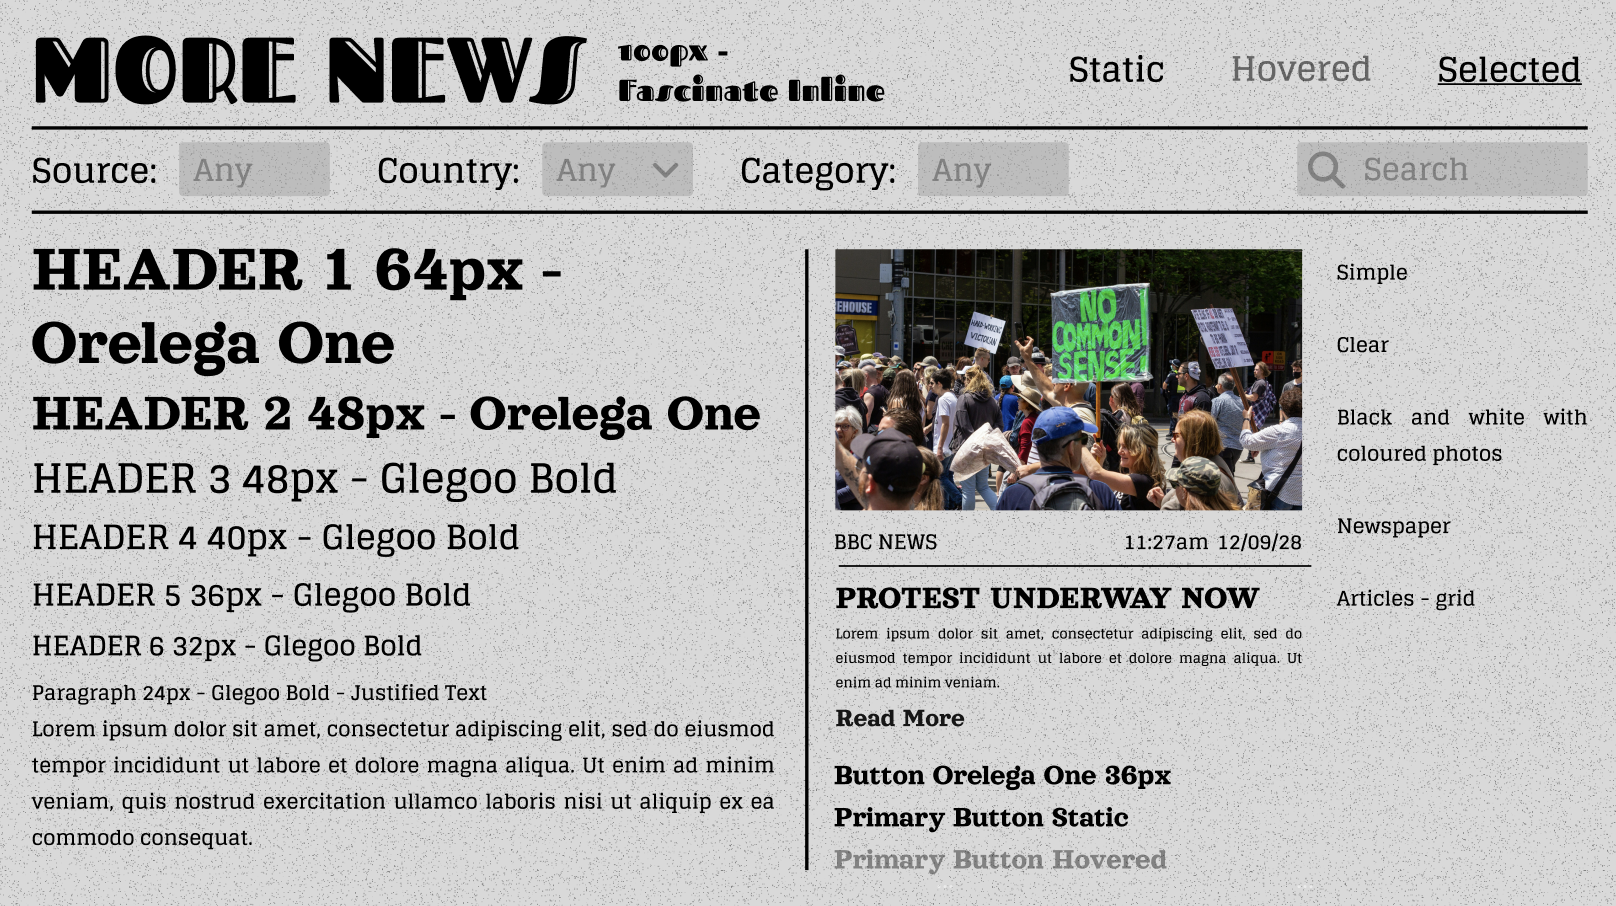 MORE NEWS
100px -
Fascinate Inline
Static
Hovered
Selected
Source:
Any
Country:
Any
Category:
Any
Search
HEADER 1 64px -
Orelega One
HEADER 2 48px - Orelega One
HEADER 3 48px - Glegoo Bold
HEADER 4 40px - Glegoo Bold
HEADER 5 36px - Glegoo Bold
HEADER 6 32px - Glegoo Bold
Paragraph 24px - Glegoo Bold - Justified Text
Lorem ipsum dolor sit amet, consectetur adipiscing elit, sed do eiusmod
tempor incididunt ut labore et dolore magna aliqua. Ut enim ad minim
veniam, quis nostrud exercitation ullamco laboris nisi ut aliquip ex ea
commodo consequat.
EHOUSE
HARD-WORKING
VICTORIAN
NO
COMMON
SENSE!
BBC NEWS
11:27am 12/09/28
PROTEST UNDERWAY NOW
Lorem ipsum dolor sit amet, consectetur adipiscing elit, sed do
eiusmod tempor incididunt ut labore et dolore magna aliqua. Ut
enim ad minim veniam.
Read More
Button Orelega One 36px
Primary Button Static
Primary Button Hovered
Simple
Clear
Black and white with
coloured photos
Newspaper
Articles - grid